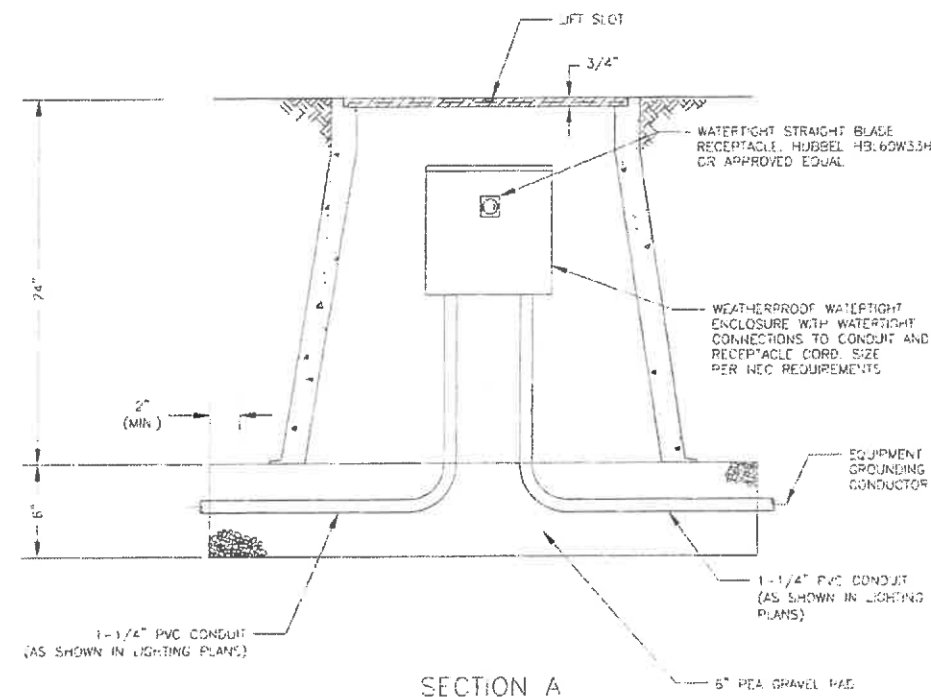 LIFT SLOT
3/4"
WATERTIGHT STRAIGHT BLADE
RECEPTACLE, HUBBEL HBL60W33H
OR APPROVED EQUAL
24"
WEATHERPROOF WATERTIGHT
ENCLOSURE WITH WATERTIGHT
CONNECTIONS TO CONDUIT AND
RECEPTACLE CORD. SIZE
PER NEC REQUIREMENTS
2"
(MIN.)
EQUIPMENT
GROUNDING
CONDUCTOR
6"
1-1/4" PVC CONDUIT
(AS SHOWN IN LIGHTING
PLANS)
1-1/4" PVC CONDUIT
(AS SHOWN IN LIGHTING PLANS)
6" PEA GRAVEL PAD
SECTION A